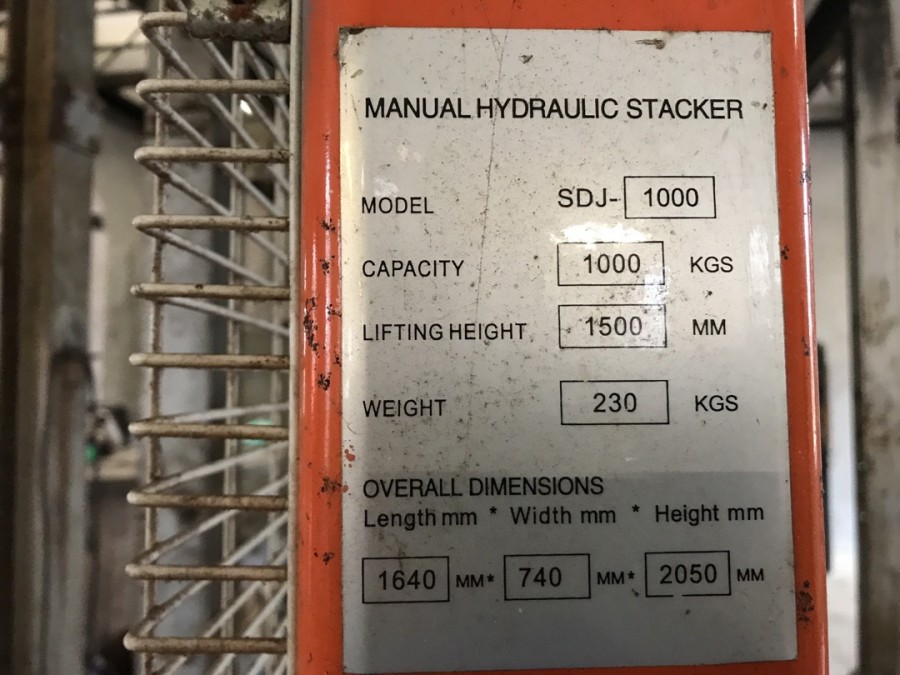 MANUAL HYDRAULIC STACKER
MODEL SDJ- 1000
CAPACITY 1000 KGS
LIFTING HEIGHT 1500 MM
WEIGHT 230 KGS
OVERALL DIMENSIONS
Length mm * Width mm * Height mm
1640 MM* 740 MM* 2050 MM